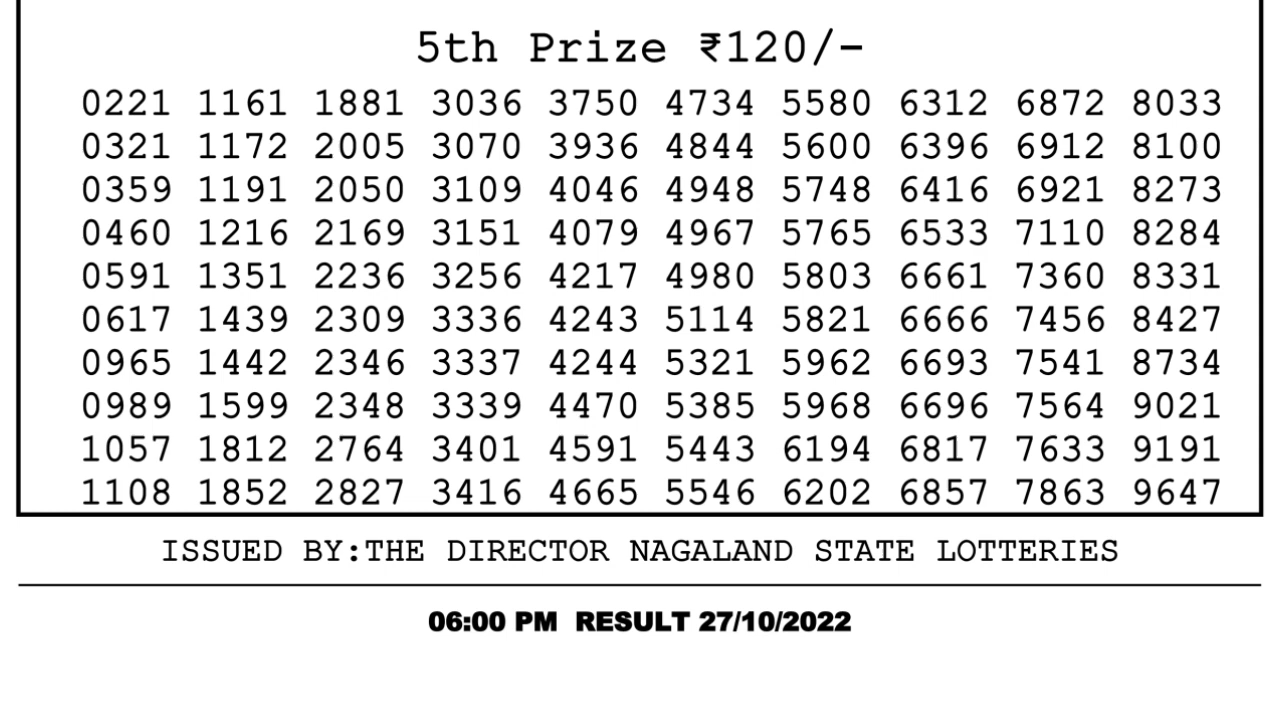 5th Prize ₹120/-
0221 1161 1881 3036 3750 4734 5580 6312 6872 8033
0321 1172 2005 3070 3936 4844 5600 6396 6912 8100
0359 1191 2050 3109 4046 4948 5748 6416 6921 8273
0460 1216 2169 3151 4079 4967 5765 6533 7110 8284
0591 1351 2236 3256 4217 4980 5803 6661 7360 8331
0617 1439 2309 3336 4243 5114 5821 6666 7456 8427
0965 1442 2346 3337 4244 5321 5962 6693 7541 8734
0989 1599 2348 3339 4470 5385 5968 6696 7564 9021
1057 1812 2764 3401 4591 5443 6194 6817 7633 9191
1108 1852 2827 3416 4665 5546 6202 6857 7863 9647
ISSUED BY:THE DIRECTOR NAGALAND STATE LOTTERIES
06:00 PM RESULT 27/10/2022